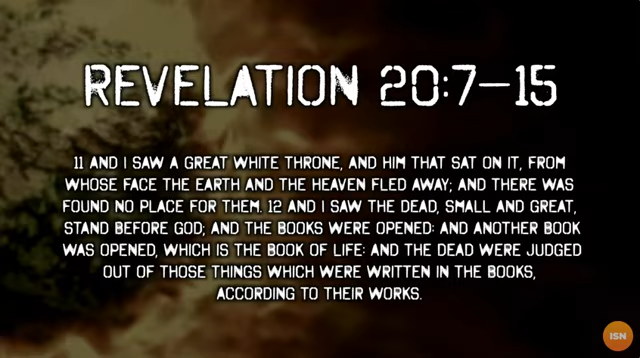 REVELATION 20:7–15
11 AND I SAW A GREAT WHITE THRONE, AND HIM THAT SAT ON IT, FROM
WHOSE FACE THE EARTH AND THE HEAVEN FLED AWAY; AND THERE WAS
FOUND NO PLACE FOR THEM. 12 AND I SAW THE DEAD, SMALL AND GREAT,
STAND BEFORE GOD; AND THE BOOKS WERE OPENED: AND ANOTHER BOOK
WAS OPENED, WHICH IS THE BOOK OF LIFE: AND THE DEAD WERE JUDGED
OUT OF THOSE THINGS WHICH WERE WRITTEN IN THE BOOKS,
ACCORDING TO THEIR WORKS.
ISN